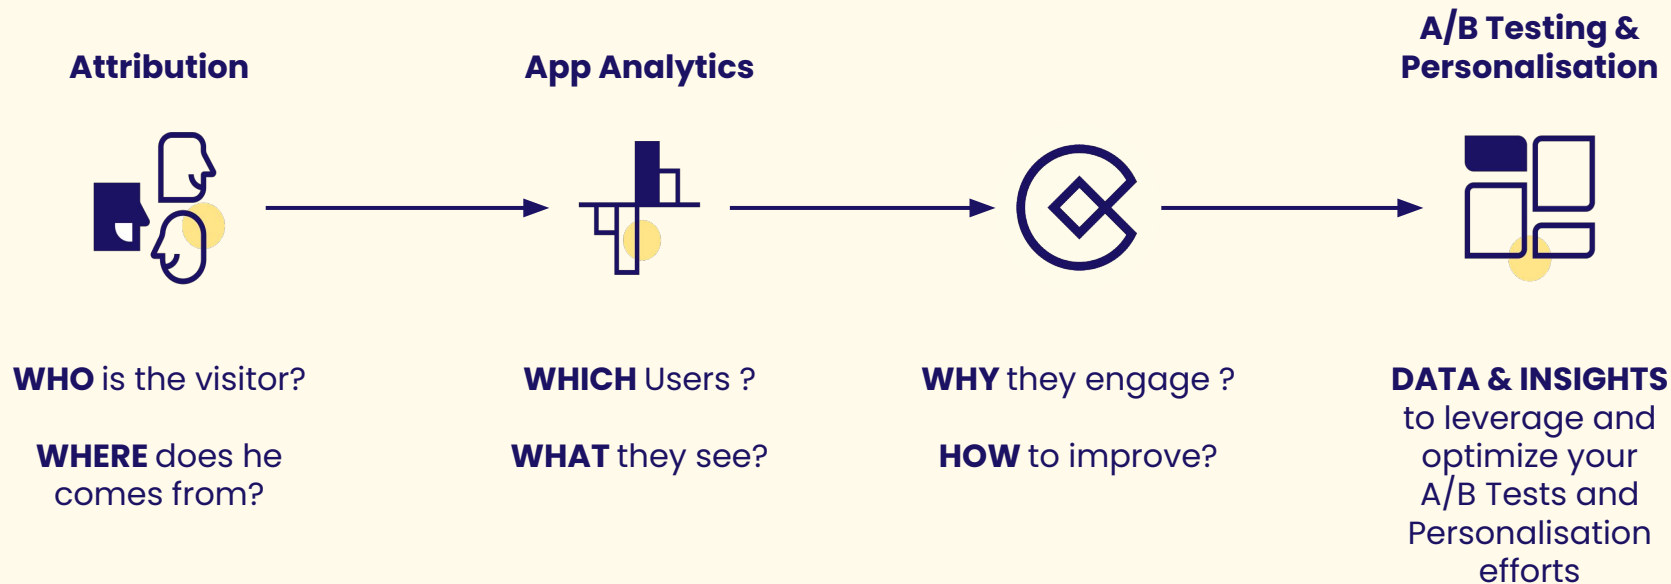 Attribution
WHO is the visitor?
WHERE does he
comes from?
App Analytics
WHICH Users ?
WHAT they see?
WHY they engage ?
HOW to improve?
A/B Testing &
Personalisation
DATA & INSIGHTS
to leverage and
optimize your
A/B Tests and
Personalisation
efforts